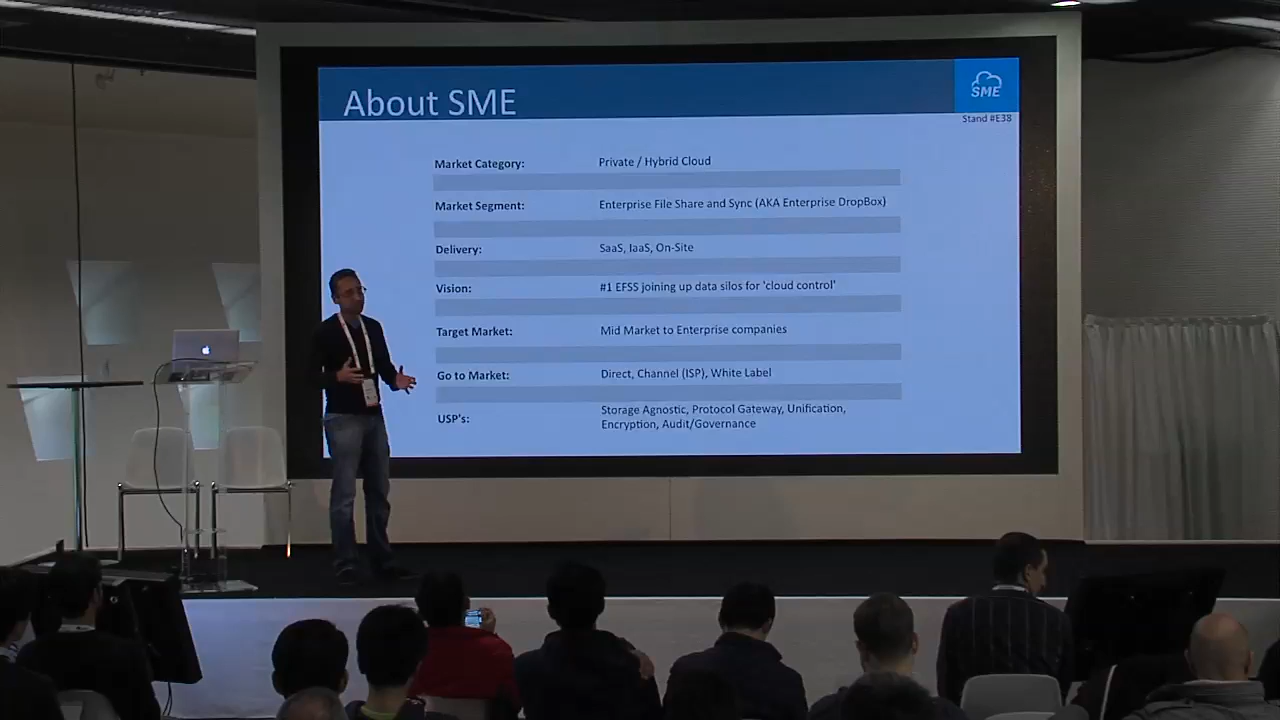 About SME
SME
Stand #E38
Market Category: Private / Hybrid Cloud
Market Segment: Enterprise File Share and Sync (AKA Enterprise DropBox)
Delivery: SaaS, IaaS, On-Site
Vision: #1 EFSS joining up data silos for 'cloud control'
Target Market: Mid Market to Enterprise companies
Go to Market: Direct, Channel (ISP), White Label
USP's: Storage Agnostic, Protocol Gateway, Unification,
Encryption, Audit/Governance